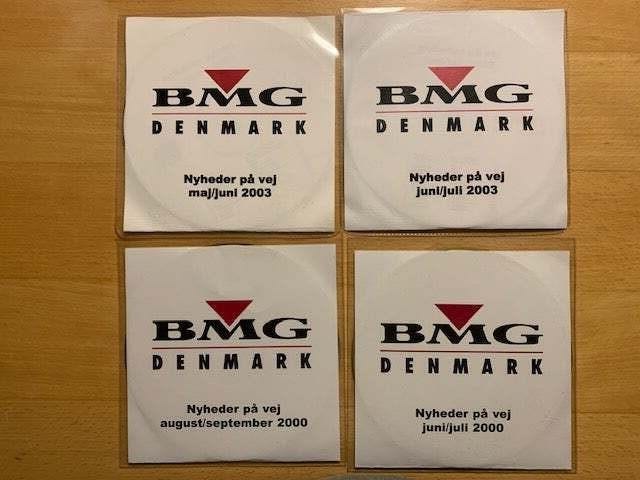 BMG
DENMARK
Nyheder på vej
maj/juni 2003
BMG
DENMARK
Nyheder på vej
juni/juli 2003
BMG
DENMARK
Nyheder på vej
august/september 2000
BMG
DENMARK
Nyheder på vej
juni/juli 2000